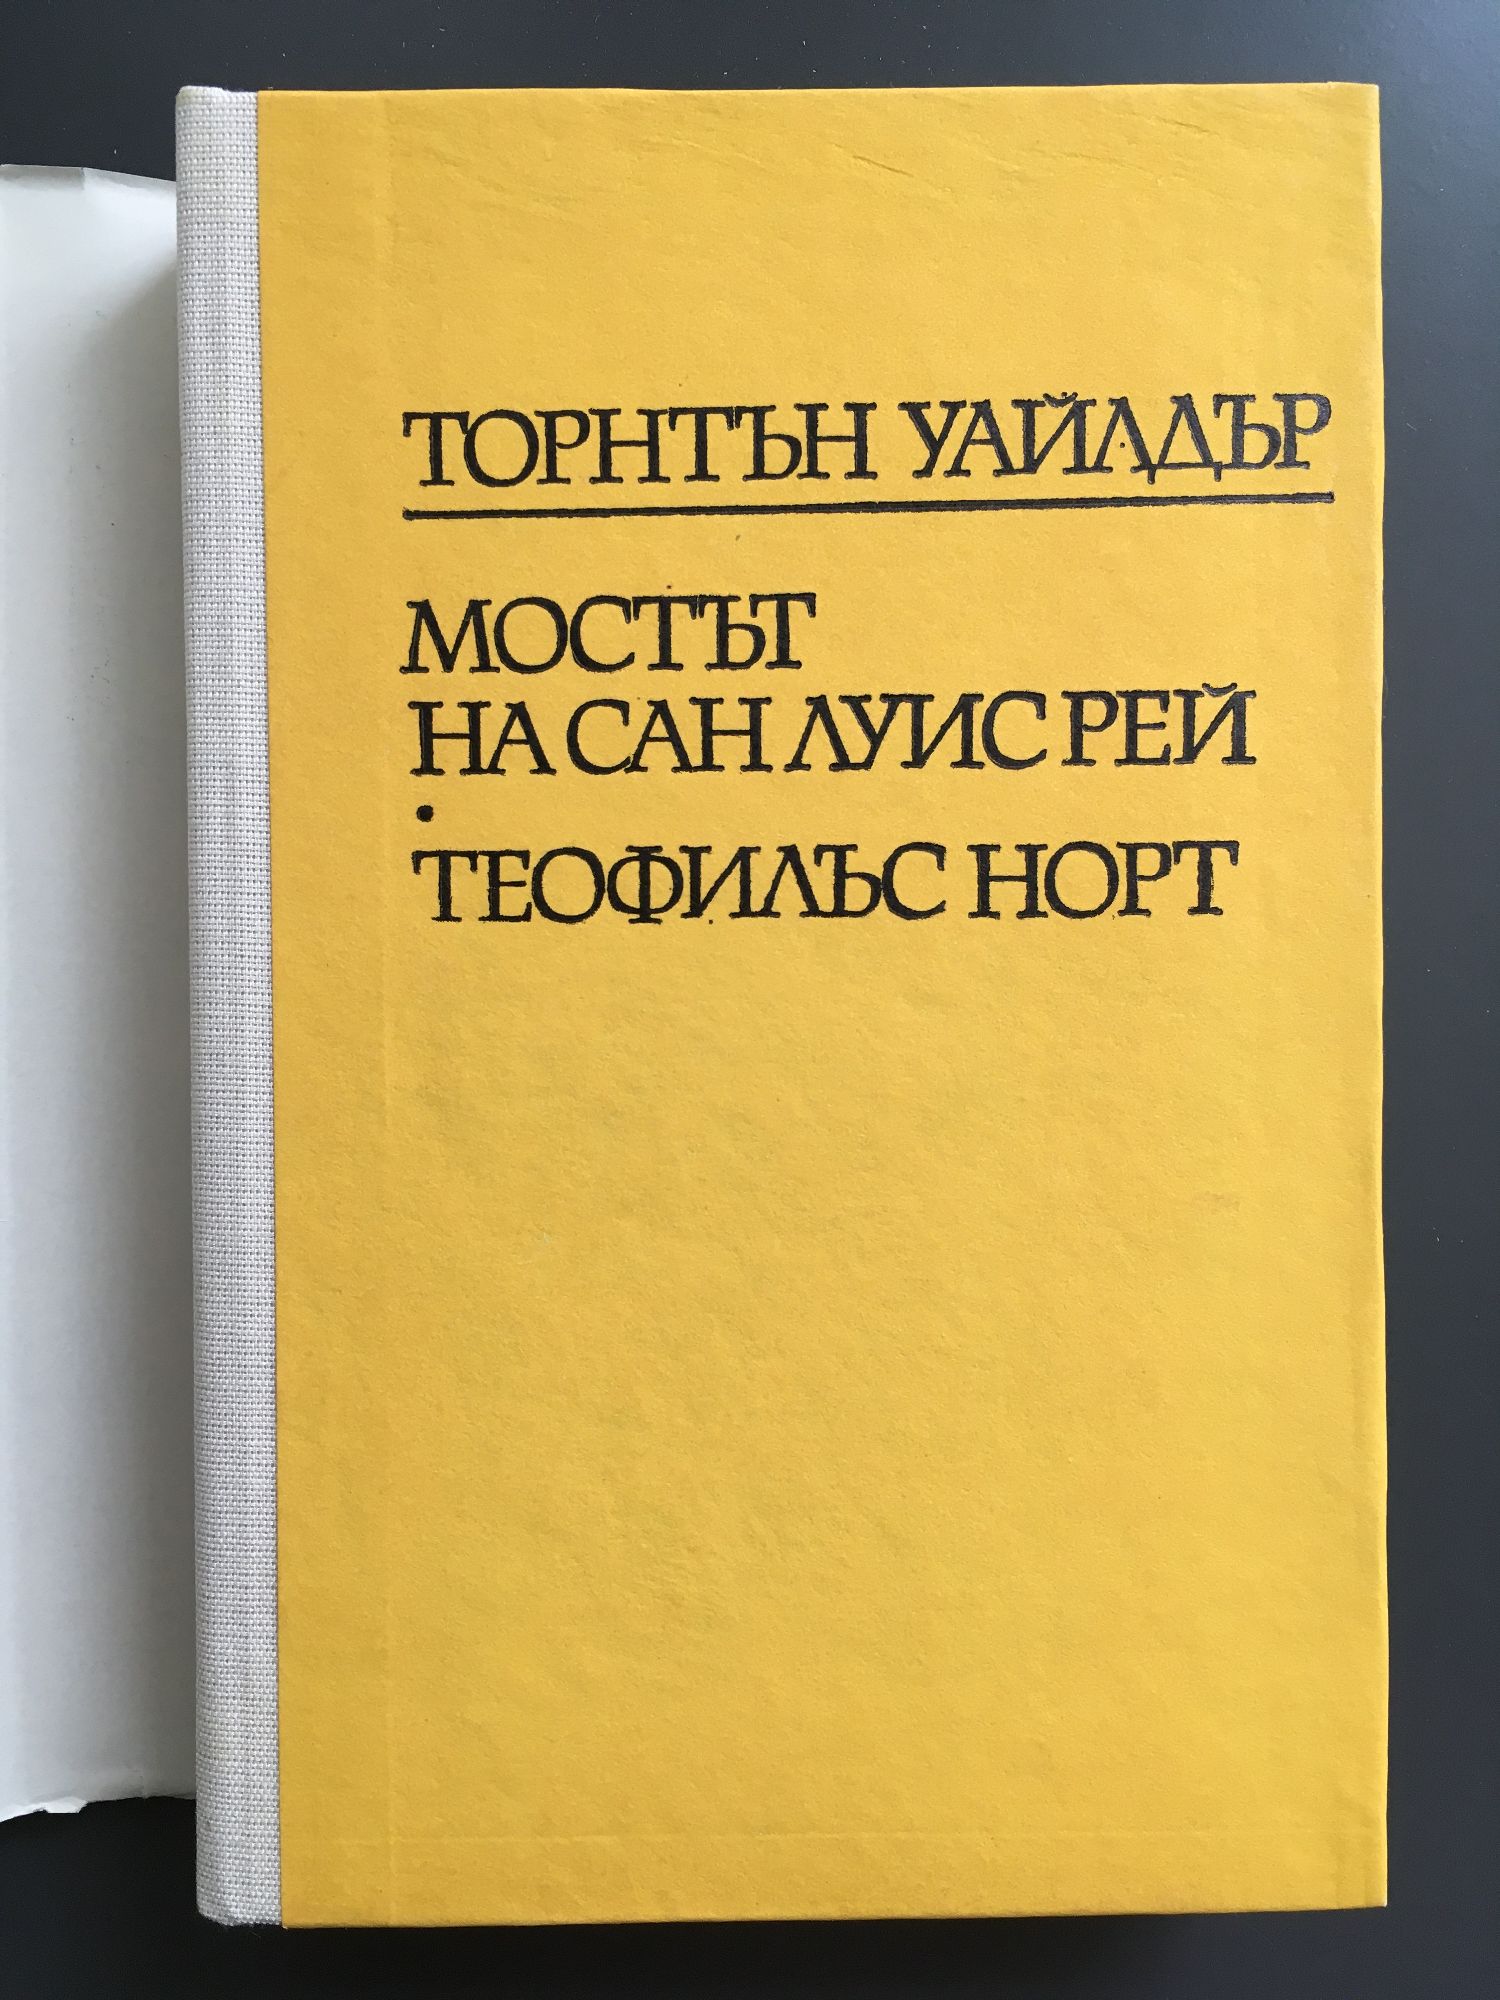 ТОРНТЪН УАЙЛДЪР
МОСТЪТ
НА САН ЛУИС РЕЙ
•
ТЕОФИЛЪС НОРТ